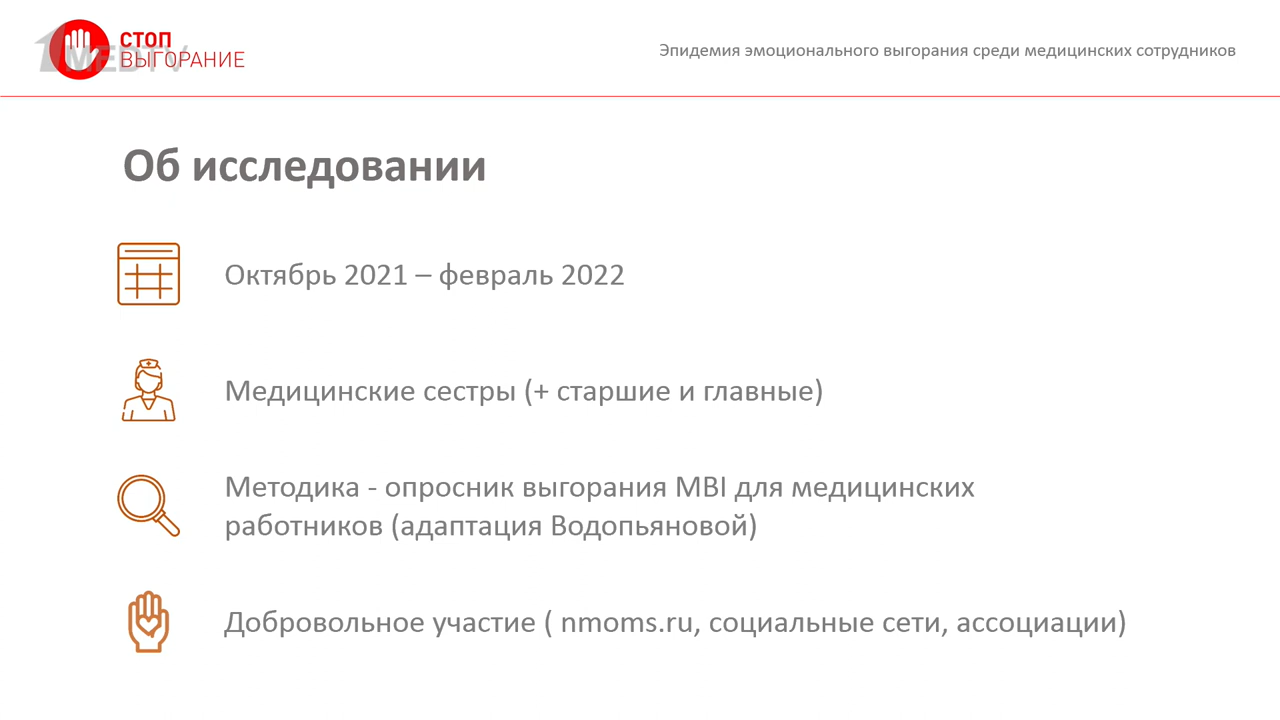 СТОП
ВЫГОРАНИЕ
1MEDTV
Эпидемия эмоционального выгорания среди медицинских сотрудников
Об исследовании
Октябрь 2021 – февраль 2022
Медицинские сестры (+ старшие и главные)
Методика - опросник выгорания MBI для медицинских
работников (адаптация Водопьяновой)
Добровольное участие ( nmoms.ru, социальные сети, ассоциации)